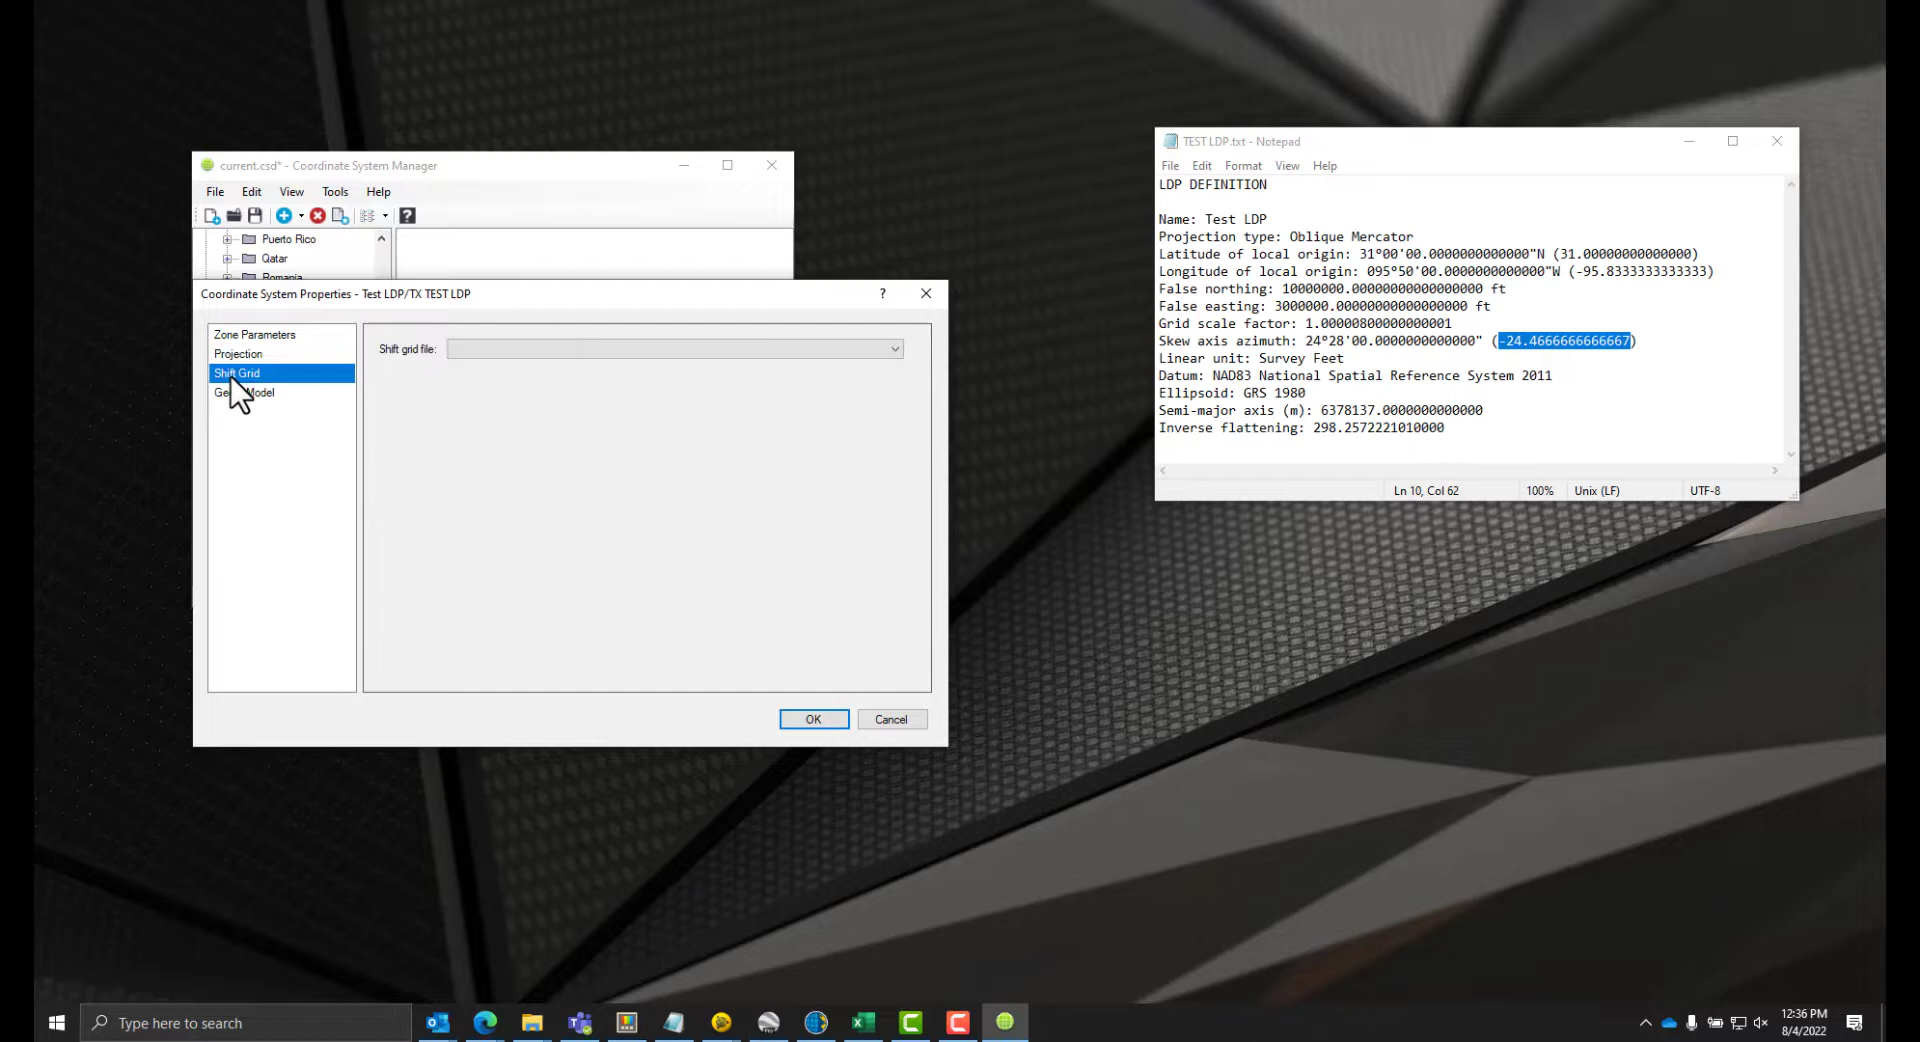 current.csd* - Coordinate System Manager
File Edit View Tools Help
Puerto Rico
Qatar
Romania
Coordinate System Properties - Test LDP/TX TEST LDP
Zone Parameters
Projection
Shift Grid
Shift grid file:
OK
Cancel
TEST LDP.txt - Notepad
File Edit Format View Help
LDP DEFINITION
Name: Test LDP
Projection type: Oblique Mercator
Latitude of local origin: 31°00'00.0000000000000"N (31.00000000000000)
Longitude of local origin: 095°50'00.0000000000000"W (-95.8333333333333)
False northing: 10000000.00000000000000000 ft
False easting: 3000000.00000000000000000 ft
Grid scale factor: 1.00000800000000001
Skew axis azimuth: 24°28'00.0000000000000" (-24.4666666666667)
Linear unit: Survey Feet
Datum: NAD83 National Spatial Reference System 2011
Ellipsoid: GRS 1980
Semi-major axis (m): 6378137.0000000000000
Inverse flattening: 298.2572221010000
Ln 10, Col 62 100% Unix (LF) UTF-8
Type here to search
12:36 PM
8/4/2022